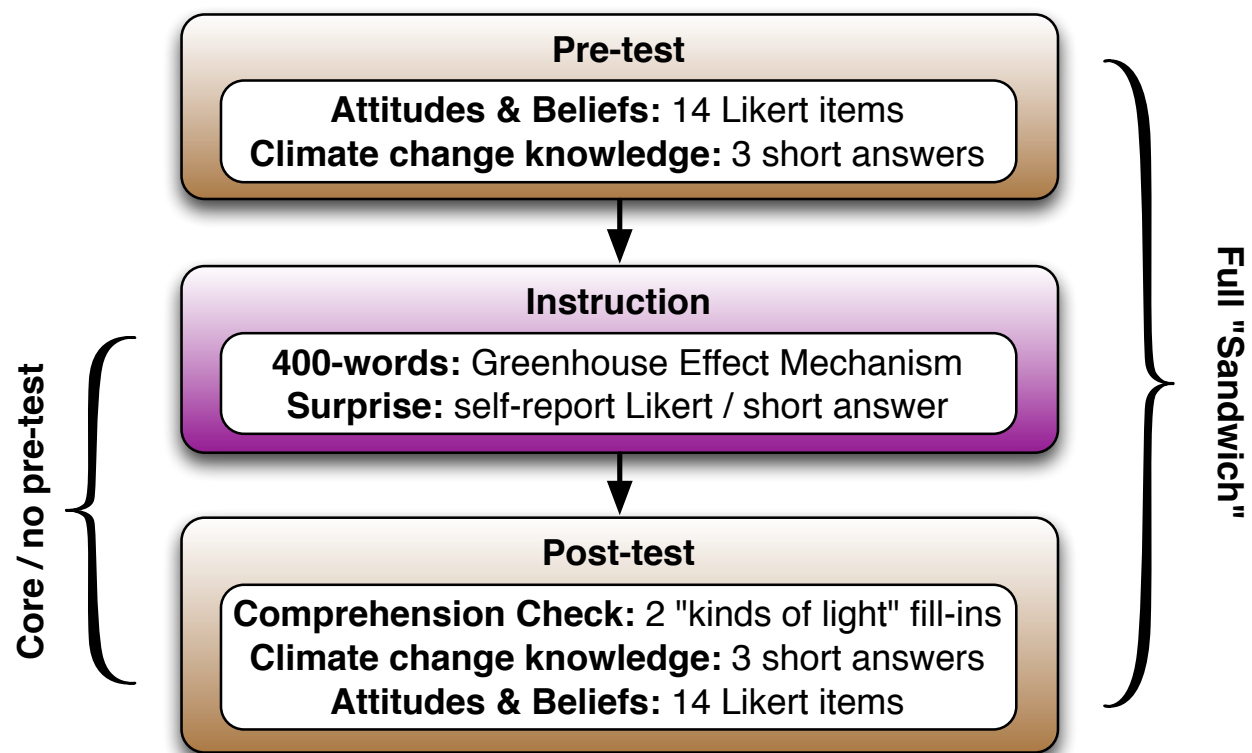 Pre-test
Attitudes & Beliefs: 14 Likert items
Climate change knowledge: 3 short answers
Instruction
400-words: Greenhouse Effect Mechanism
Surprise: self-report Likert / short answer
Post-test
Comprehension Check: 2 "kinds of light" fill-ins
Climate change knowledge: 3 short answers
Attitudes & Beliefs: 14 Likert items
Core / no pre-test
Full "Sandwich"